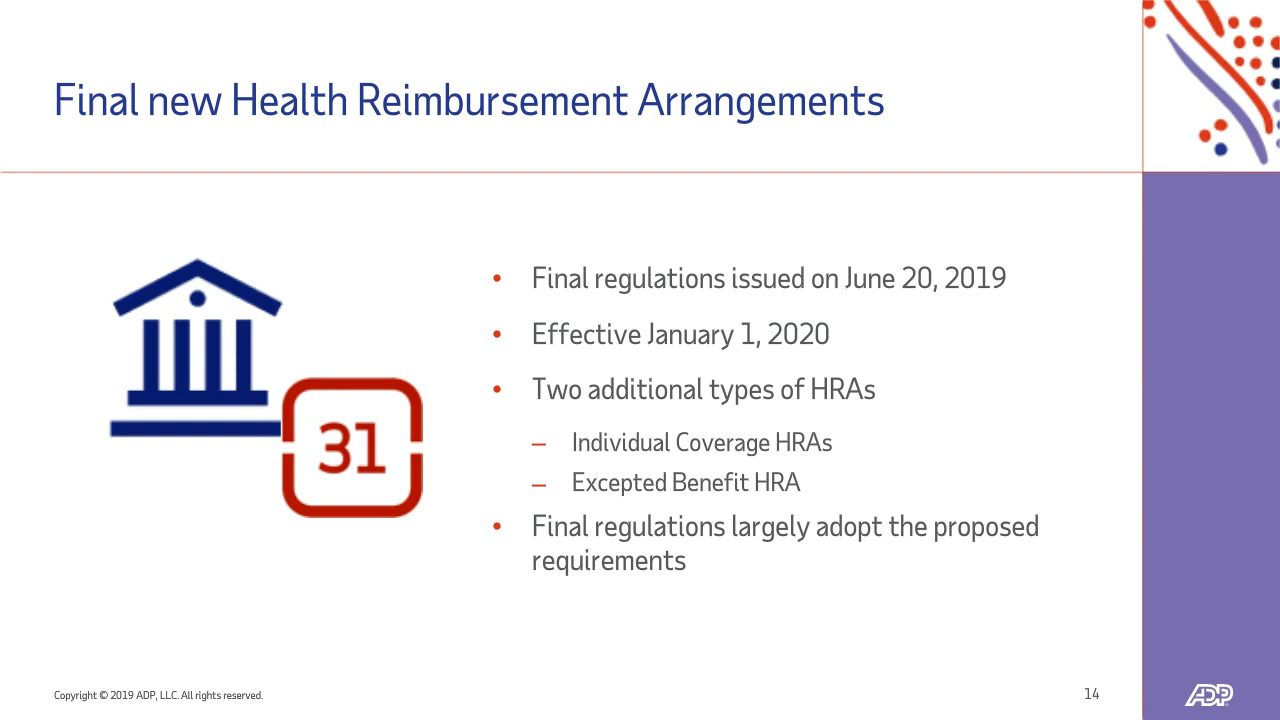 Final new Health Reimbursement Arrangements
31
• Final regulations issued on June 20, 2019
• Effective January 1, 2020
• Two additional types of HRAs
– Individual Coverage HRAs
– Excepted Benefit HRA
• Final regulations largely adopt the proposed
requirements
Copyright © 2019 ADP, LLC. All rights reserved.
14
ADP